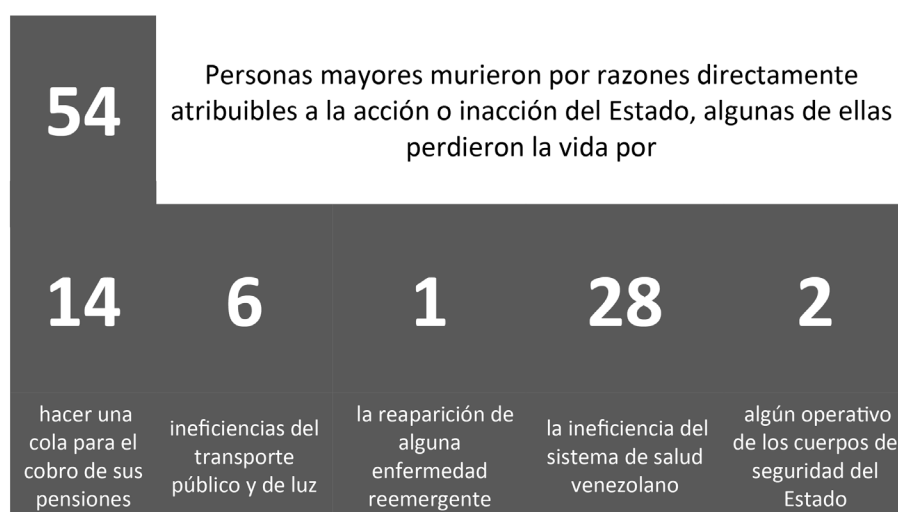 54
Personas mayores murieron por razones directamente
atribuibles a la acción o inacción del Estado, algunas de ellas
perdieron la vida por
14
hacer una
cola para el
cobro de sus
pensiones
6
ineficiencias del
transporte
público y de luz
1
la reaparición de
alguna
enfermedad
reemergente
28
la ineficiencia del
sistema de salud
venezolano
2
algún operativo
de los cuerpos de
seguridad del
Estado